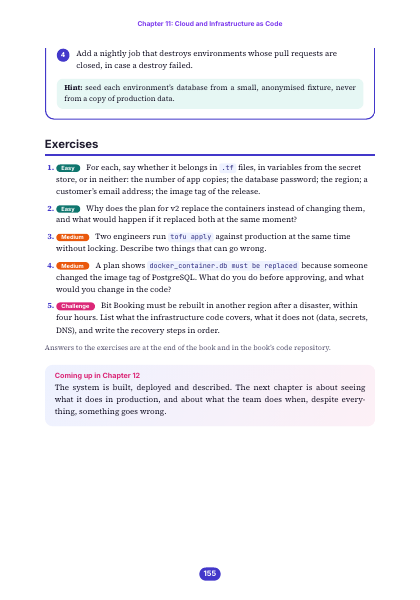 Chapter 11: Cloud and Infrastructure as Code
4 Add a nightly job that destroys environments whose pull requests are
closed, in case a destroy failed.
Hint: seed each environment's database from a small, anonymised fixture, never
from a copy of production data.
Exercises
1. Easy For each, say whether it belongs in .tf files, in variables from the secret
store, or in neither: the number of app copies; the database password; the region; a
customer's email address; the image tag of the release.
2. Easy Why does the plan for v2 replace the containers instead of changing them,
and what would happen if it replaced both at the same moment?
3. Medium Two engineers run tofu apply against production at the same time
without locking. Describe two things that can go wrong.
4. Medium A plan shows docker_container.db must be replaced because someone
changed the image tag of PostgreSQL. What do you do before approving, and what
would you change in the code?
5. Challenge Bit Booking must be rebuilt in another region after a disaster, within
four hours. List what the infrastructure code covers, what it does not (data, secrets,
DNS), and write the recovery steps in order.
Answers to the exercises are at the end of the book and in the book's code repository.
Coming up in Chapter 12
The system is built, deployed and described. The next chapter is about seeing
what it does in production, and about what the team does when, despite every-
thing, something goes wrong.
155